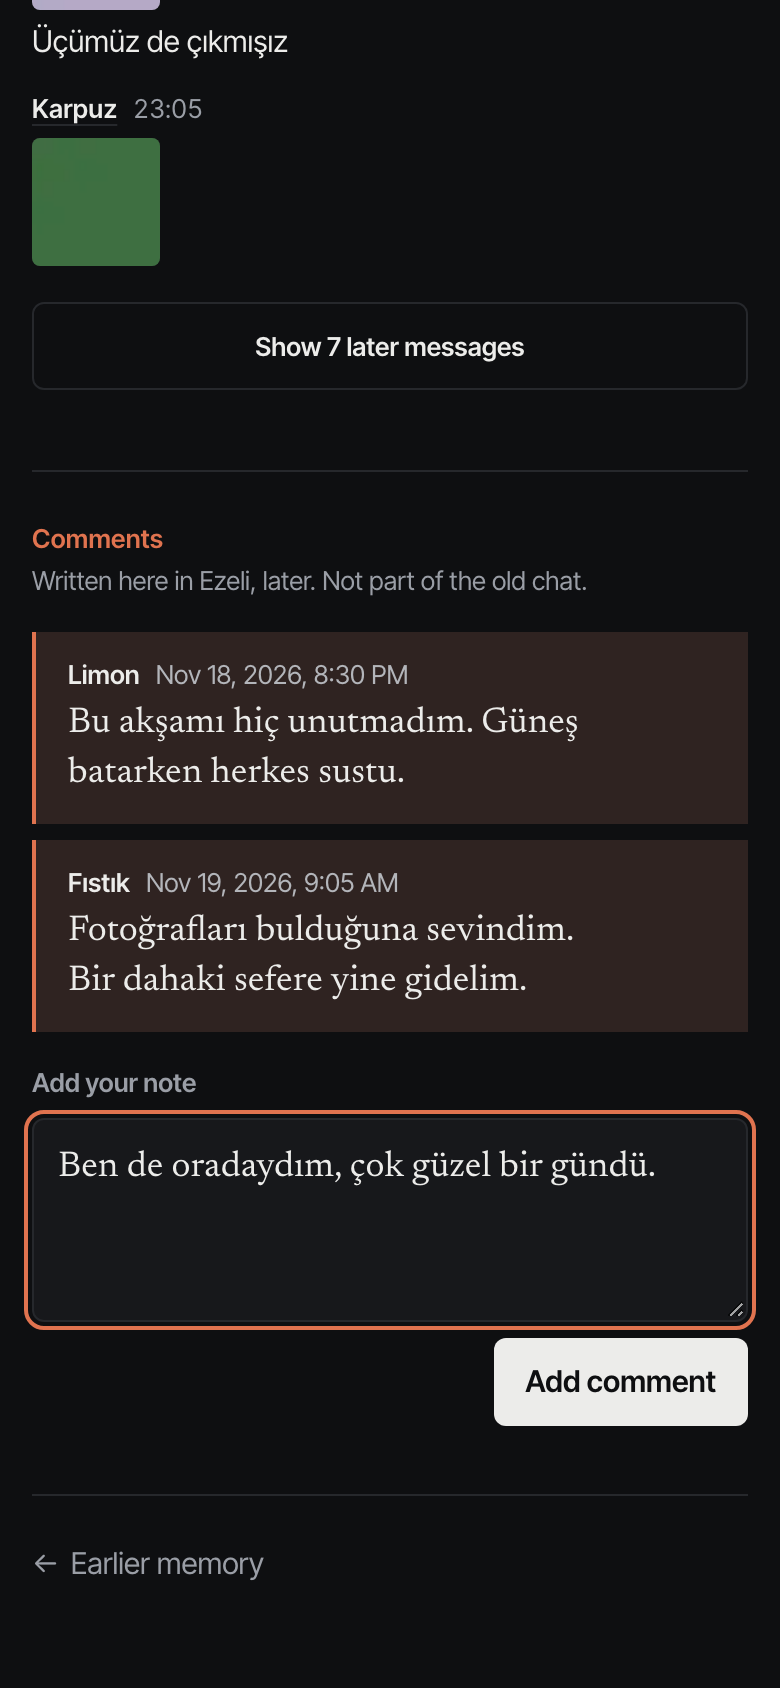 Üçümüz de çıkmışız
Karpuz 23:05
Show 7 later messages
Comments
Written here in Ezeli, later. Not part of the old chat.
Limon Nov 18, 2026, 8:30 PM
Bu akşamı hiç unutmadım. Güneş
batarken herkes sustu.
Fıstık Nov 19, 2026, 9:05 AM
Fotoğrafları bulduğuna sevindim.
Bir dahaki sefere yine gidelim.
Add your note
Ben de oradaydım, çok güzel bir gündü.
Add comment
← Earlier memory